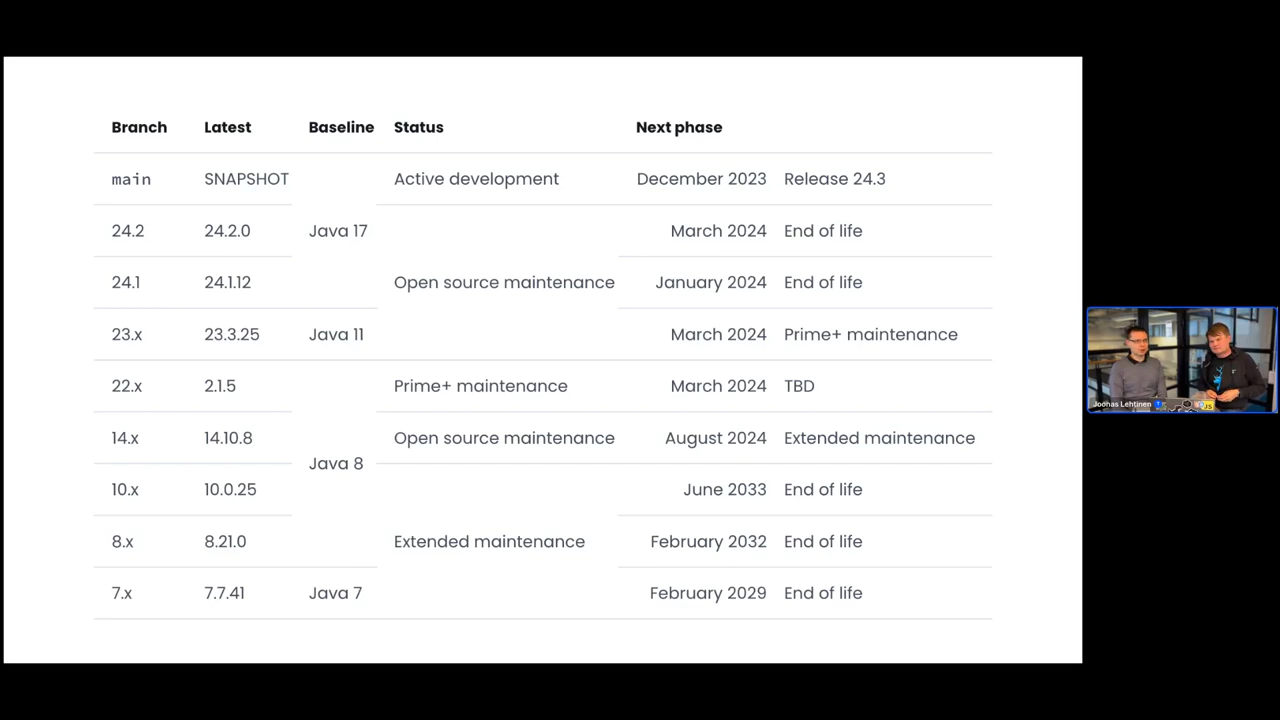 Branch Latest Baseline Status Next phase
main SNAPSHOT Active development December 2023 Release 24.3
24.2 24.2.0 Java 17 March 2024 End of life
24.1 24.1.12 Open source maintenance January 2024 End of life
23.x 23.3.25 Java 11 March 2024 Prime+ maintenance
22.x 2.1.5 Prime+ maintenance March 2024 TBD
14.x 14.10.8 Open source maintenance August 2024 Extended maintenance
Java 8
10.x 10.0.25 June 2033 End of life
8.x 8.21.0 Extended maintenance February 2032 End of life
7.x 7.7.41 Java 7 February 2029 End of life
Joonas Lehtinen
JS